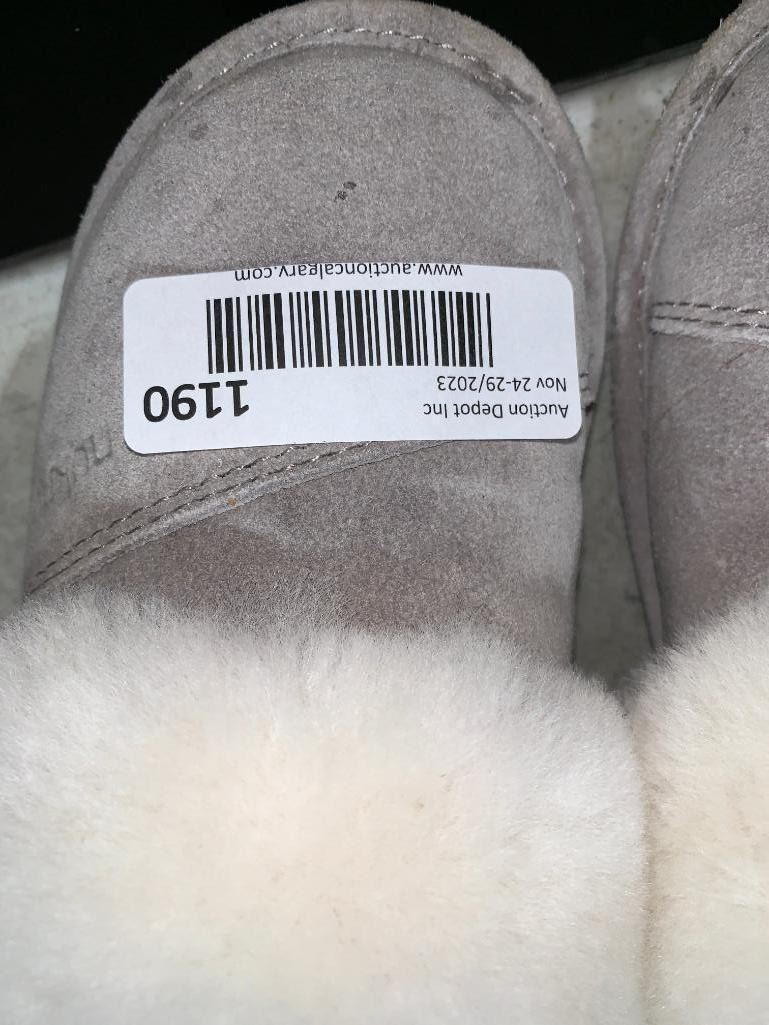 Auction Depot Inc
Nov 24-29/2023
1190
www.auctioncalgary.com